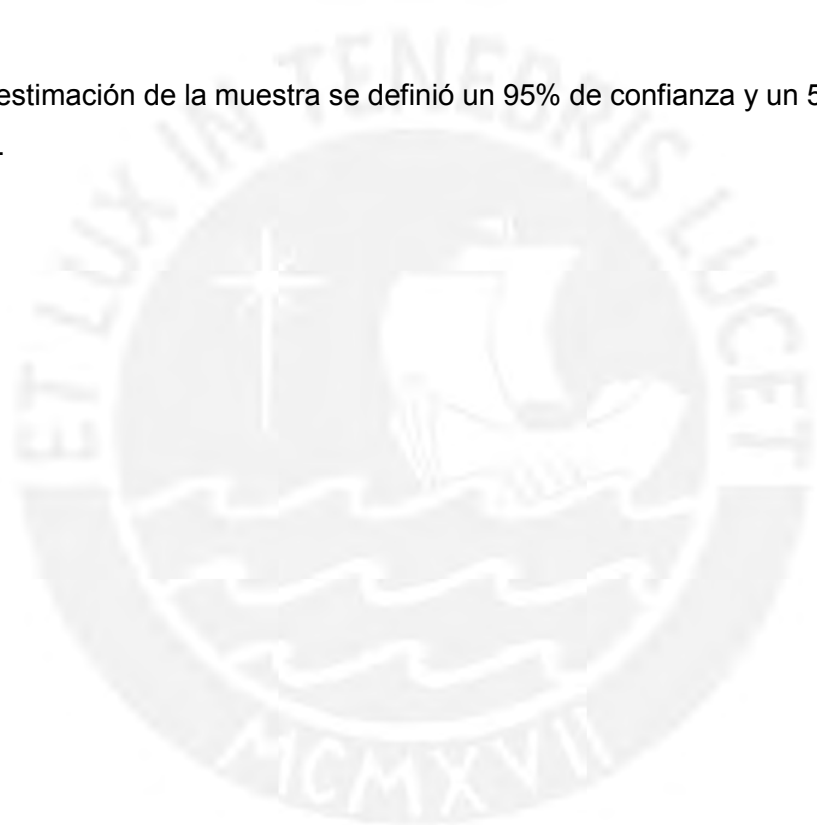 estimación de la muestra se definió un 95% de confianza y un 5
.
ET LUX IN TENEBRIS LUCET
MCMXVII